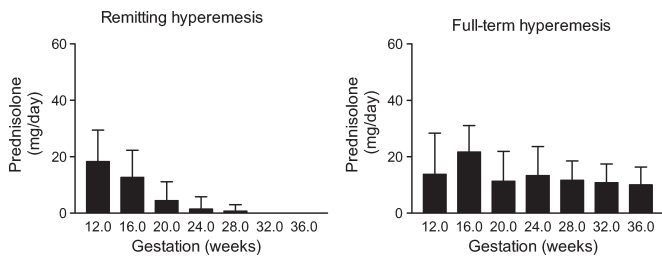 Remitting hyperemesis
60
40
20
0
Prednisolone
(mg/day)
12.0 16.0 20.0 24.0 28.0 32.0 36.0
Gestation (weeks)
Full-term hyperemesis
60
40
20
0
Prednisolone
(mg/day)
12.0 16.0 20.0 24.0 28.0 32.0 36.0
Gestation (weeks)